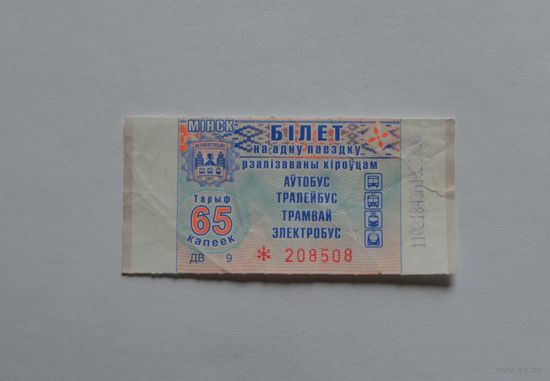 МІНСК
БІЛЕТ
на адну паездку
рэалізаваны кіроўцам
АЎТОБУС
ТРАЛЕЙБУС
ТРАМВАЙ
ЭЛЕКТРОБУС
Тарыф
65
капеек
ДВ 9
* 208508